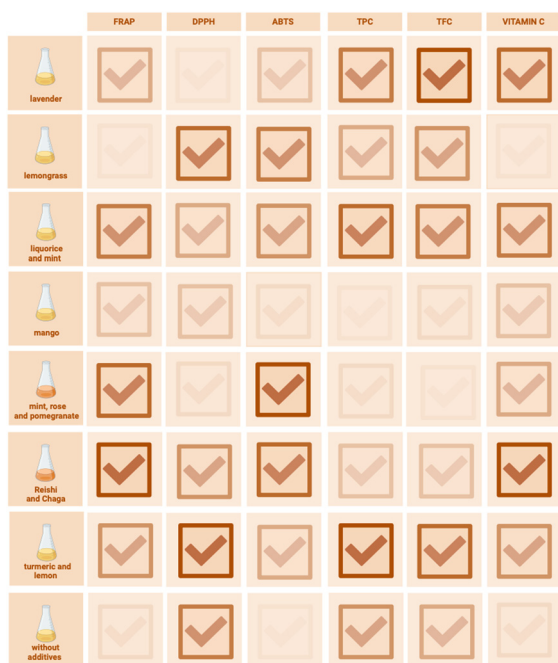 FRAP DPPH ABTS TPC TFC VITAMIN C
lavender
lemongrass
liquorice
and mint
mango
mint, rose
and pomegranate
Reishi
and Chaga
turmeric and
lemon
without
additives